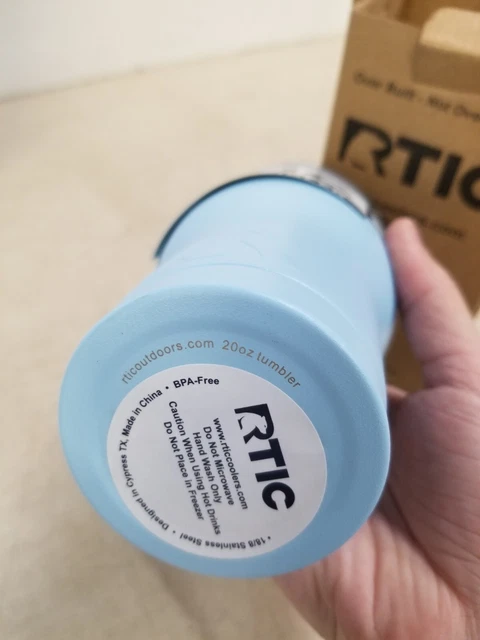 Over Built - Not Over
RTIC
rticoutdoors.com 20oz tumbler
RTIC
www.rticcoolers.com
Do Not Microwave
Hand Wash Only
Caution When Using Hot Drinks
Do Not Place in Freezer
• 18/8 Stainless Steel • Designed in Cypress TX, Made in China • BPA-Free